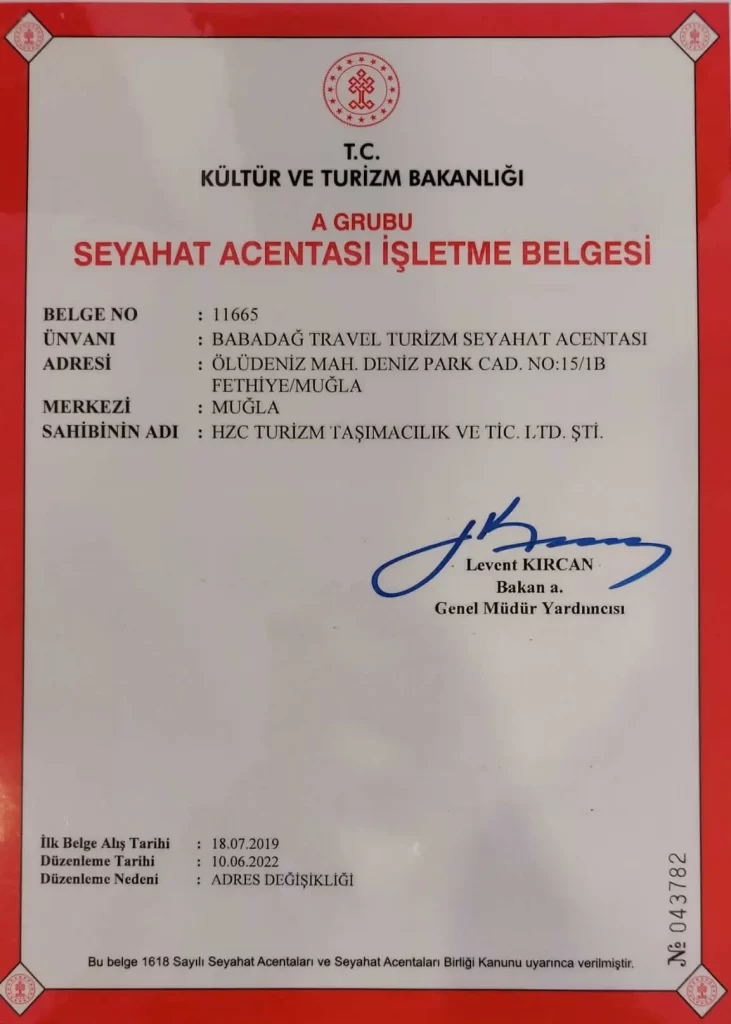 T.C.
KÜLTÜR VE TURİZM BAKANLIĞI
A GRUBU
SEYAHAT ACENTASI İŞLETME BELGESİ
BELGE NO : 11665
ÜNVANI : BABADAĞ TRAVEL TURİZM SEYAHAT ACENTASI
ADRESİ : ÖLÜDENİZ MAH. DENİZ PARK CAD. NO:15/1B
FETHİYE/MUĞLA
MERKEZİ : MUĞLA
SAHİBİNİN ADI : HZC TURİZM TAŞIMACILIK VE TİC. LTD. ŞTİ.
Levent KIRCAN
Bakan a.
Genel Müdür Yardımcısı
İlk Belge Alış Tarihi : 18.07.2019
Düzenleme Tarihi : 10.06.2022
Düzenleme Nedeni : ADRES DEĞİŞİKLİĞİ
№ 043782
Bu belge 1618 Sayılı Seyahat Acentaları ve Seyahat Acentaları Birliği Kanunu uyarınca verilmiştir.